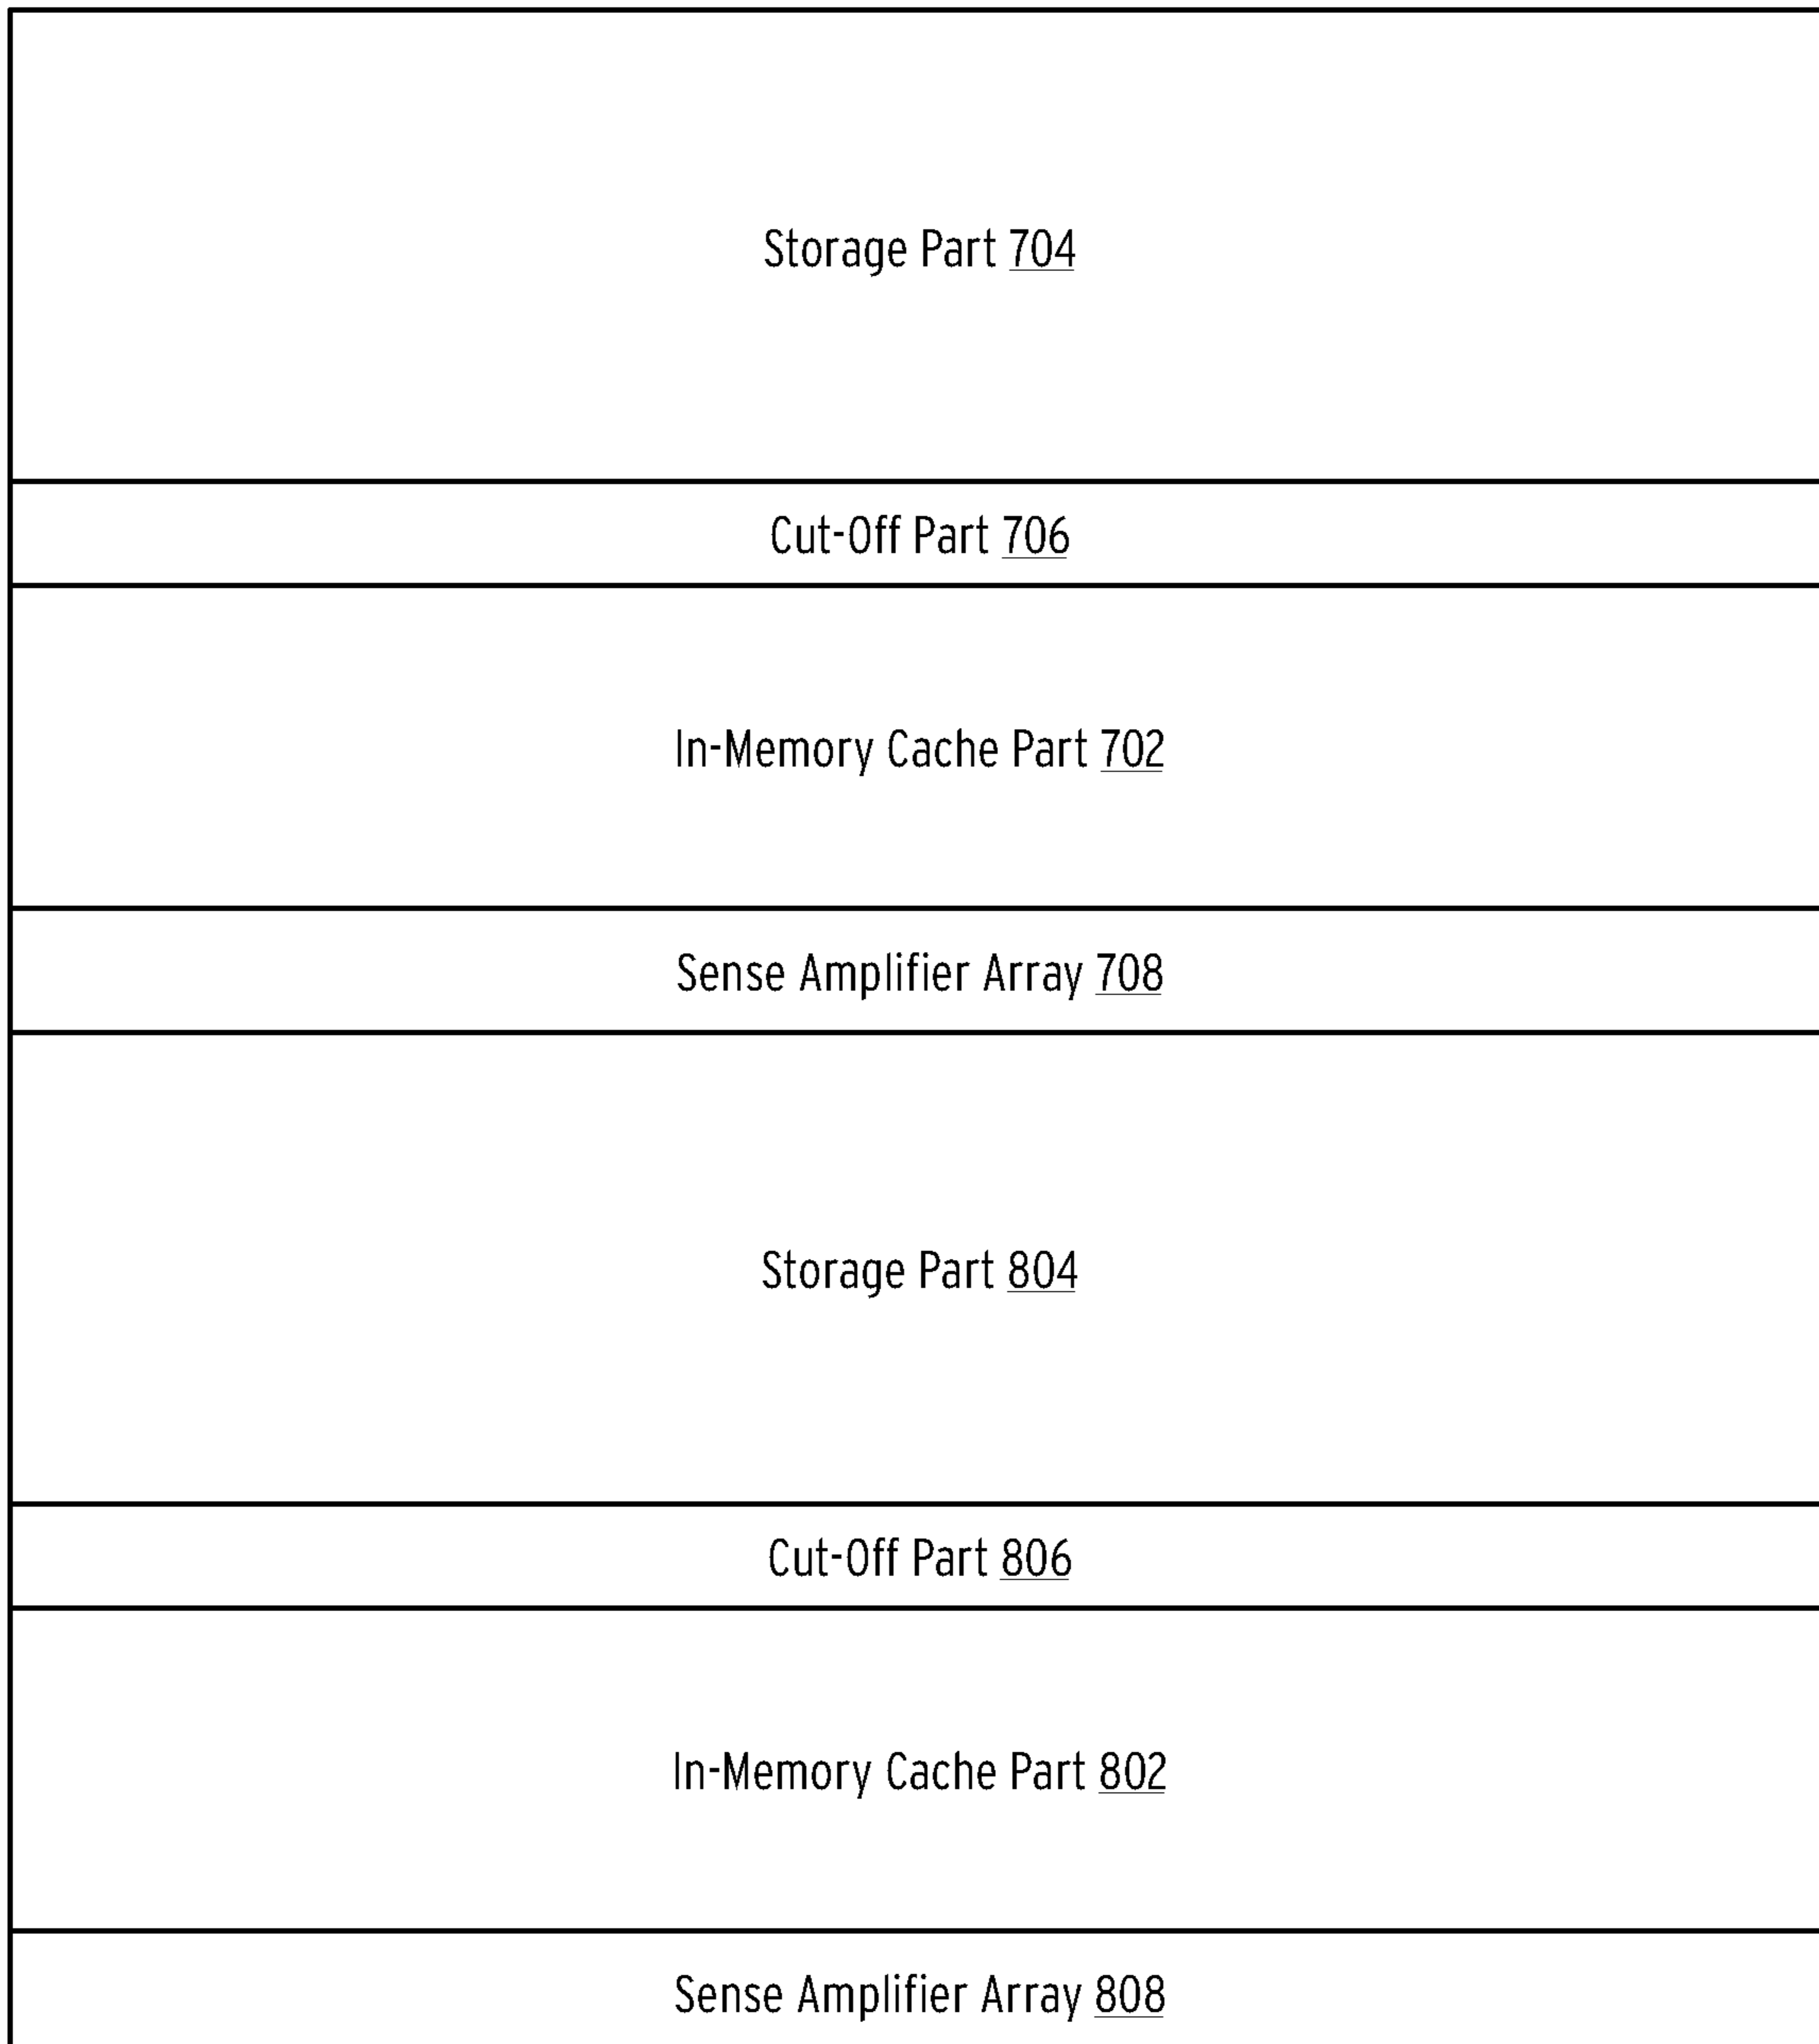 Storage Part 704
Cut-Off Part 706
In-Memory Cache Part 702
Sense Amplifier Array 708
Storage Part 804
Cut-Off Part 806
In-Memory Cache Part 802
Sense Amplifier Array 808